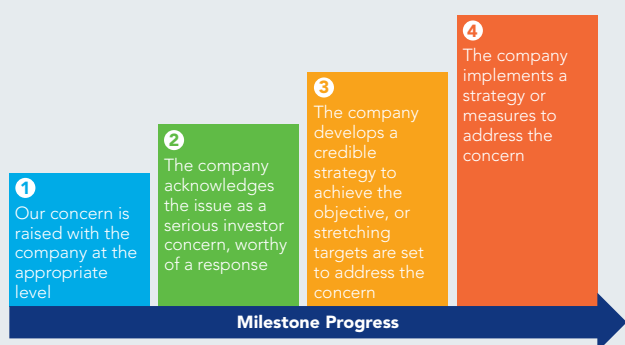 1
Our concern is
raised with the
company at the
appropriate
level
2
The company
acknowledges
the issue as a
serious investor
concern, worthy
of a response
3
The company
develops a
credible
strategy to
achieve the
objective, or
stretching
targets are set
to address the
concern
4
The company
implements a
strategy or
measures to
address the
concern
Milestone Progress